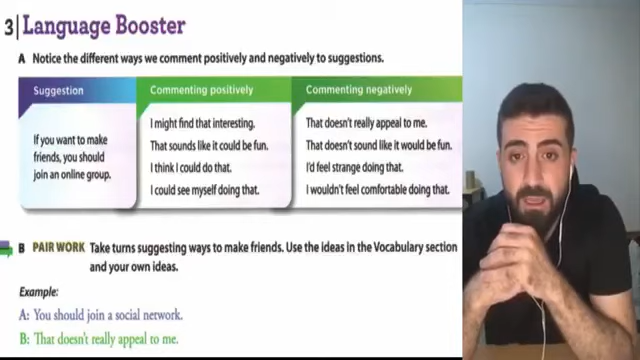 3 Language Booster
A Notice the different ways we comment positively and negatively to suggestions.
Suggestion
Commenting positively
Commenting negatively
If you want to make
friends, you should
join an online group.
I might find that interesting.
That sounds like it could be fun.
I think I could do that.
I could see myself doing that.
That doesn't really appeal to me.
That doesn't sound like it would be fun.
I'd feel strange doing that.
I wouldn't feel comfortable doing that.
B PAIR WORK Take turns suggesting ways to make friends. Use the ideas in the Vocabulary section
and your own ideas.
Example:
A: You should join a social network.
B: That doesn't really appeal to me.